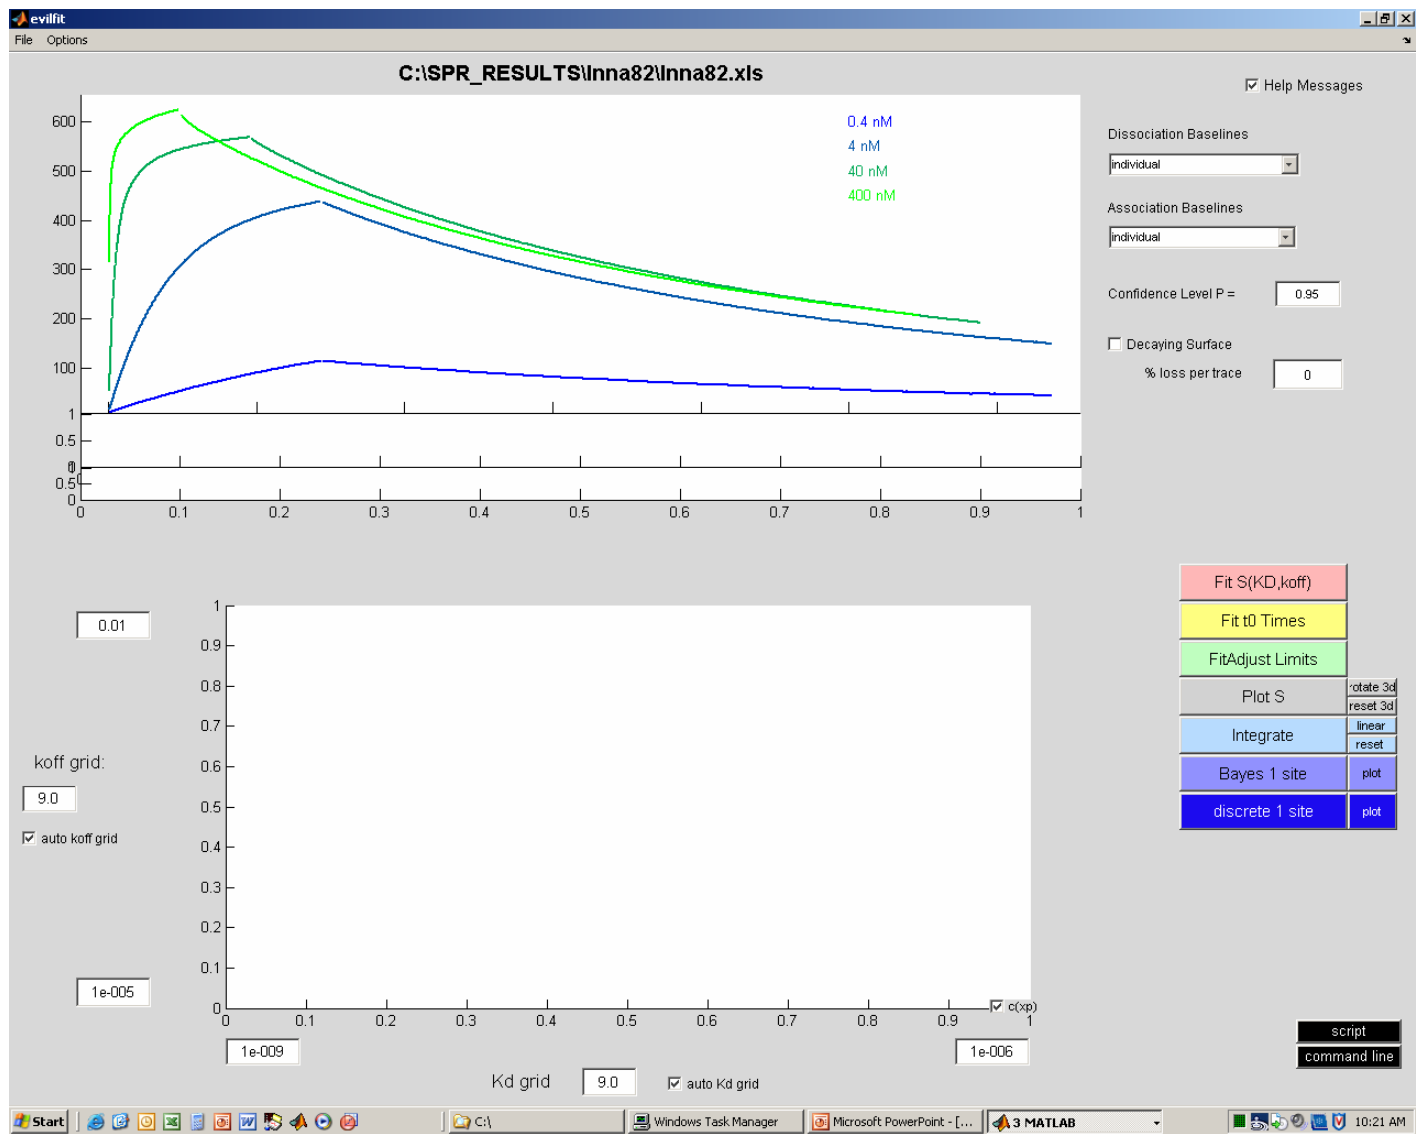 evilfit
File Options
C:\SPR_RESULTS\Inna82\Inna82.xls
Help Messages
600
500
400
300
200
100
1
0.5
0
0.5
0
0 0.1 0.2 0.3 0.4 0.5 0.6 0.7 0.8 0.9 1
0.4 nM
4 nM
40 nM
400 nM
Dissociation Baselines
individual
Association Baselines
individual
Confidence Level P = 0.95
Decaying Surface
% loss per trace 0
Fit S(KD,koff)
Fit t0 Times
FitAdjust Limits
Plot S
rotate 3d
reset 3d
Integrate
linear
reset
Bayes 1 site plot
discrete 1 site plot
0.01
koff grid:
9.0
auto koff grid
1e-005
1
0.9
0.8
0.7
0.6
0.5
0.4
0.3
0.2
0.1
0
0 0.1 0.2 0.3 0.4 0.5 0.6 0.7 0.8 0.9 1
c(xp)
1e-009
1e-006
Kd grid 9.0 auto Kd grid
script
command line
Start C:\ Windows Task Manager Microsoft PowerPoint - [... 3 MATLAB 10:21 AM